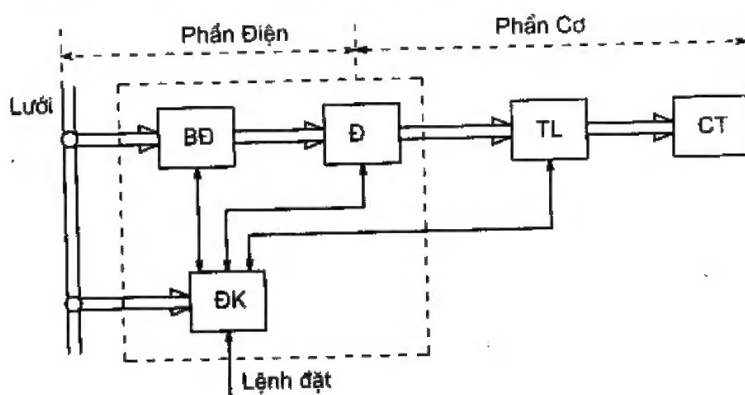 Phần Điện
Phần Cơ
Lưới
BĐ
Đ
TL
CT
ĐK
Lệnh đặt